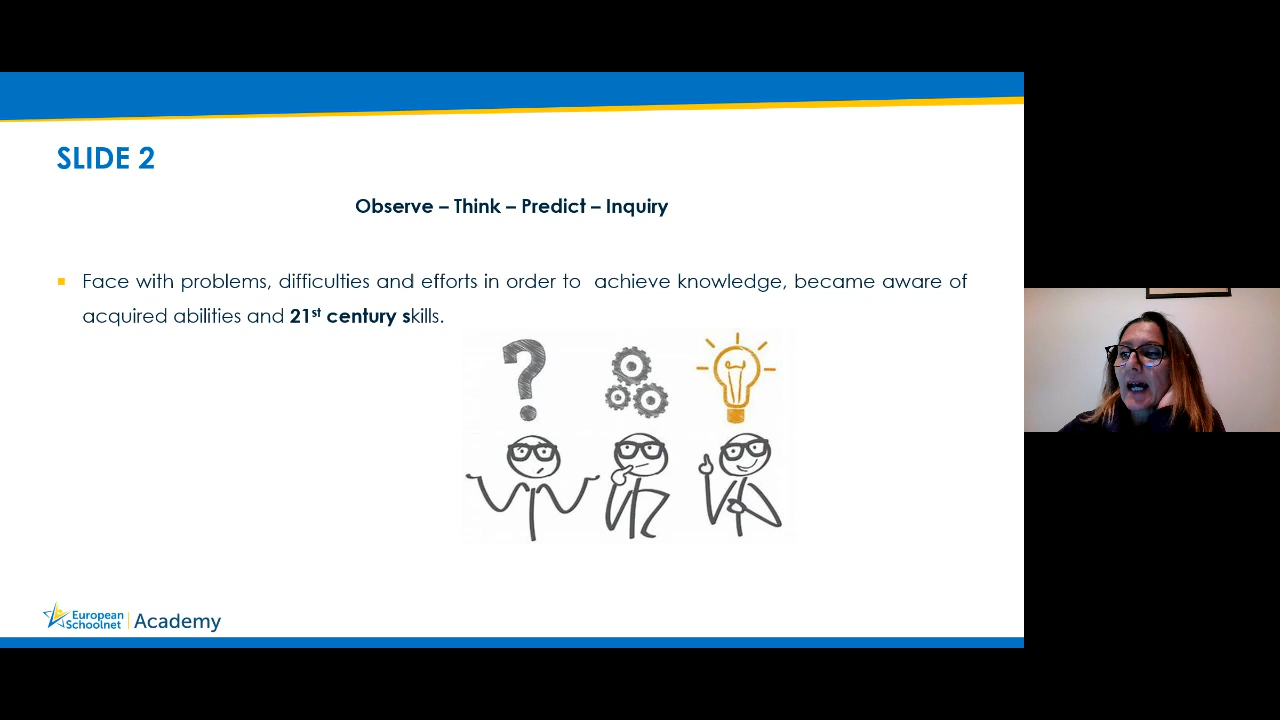 SLIDE 2
Observe – Think – Predict – Inquiry
Face with problems, difficulties and efforts in order to achieve knowledge, became aware of
acquired abilities and 21st century skills.
?
European
Schoolnet
Academy